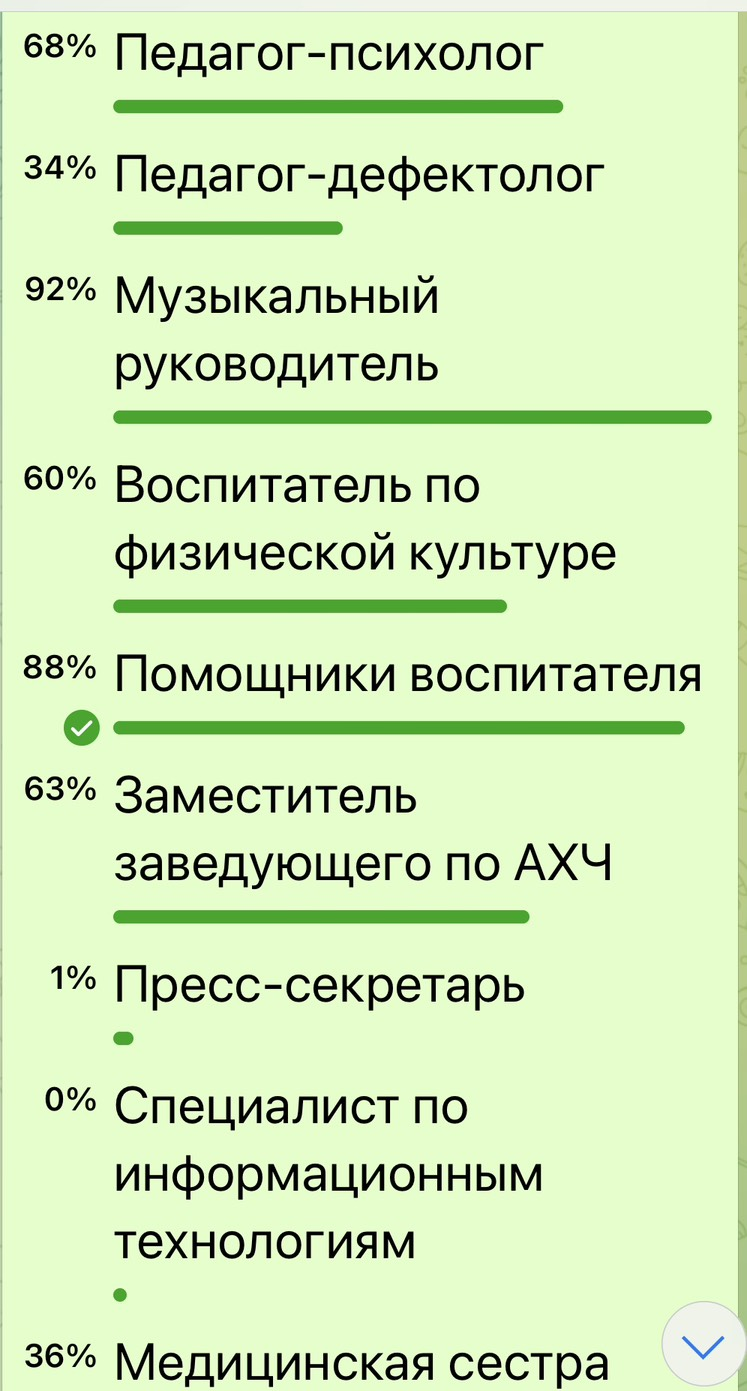 68% Педагог-психолог
34% Педагог-дефектолог
92% Музыкальный
руководитель
60% Воспитатель по
физической культуре
88% Помощники воспитателя
63% Заместитель
заведующего по АХЧ
1% Пресс-секретарь
0% Специалист по
информационным
технологиям
36% Медицинская сестра